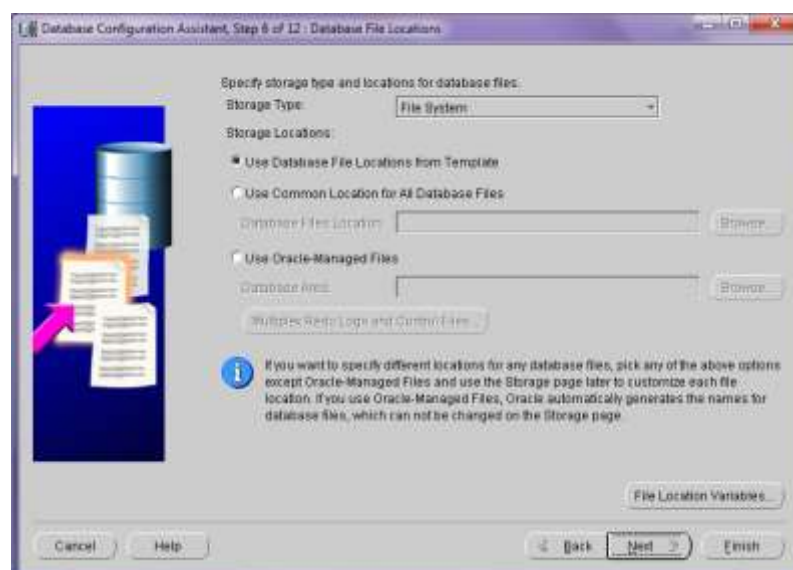 Database Configuration Assistant, Step 6 of 12 : Database File Locations
Specify storage type and locations for database files.
Storage Type:
File System
Storage Locations:
Use Database File Locations from Template
Use Common Location for All Database Files
Database Files Location:
Browse...
Use Oracle-Managed Files
Database Area:
Browse...
Multiplex Redo Logs and Control Files...
If you want to specify different locations for any database files, pick any of the above options
except Oracle-Managed Files and use the Storage page later to customize each file
location. If you use Oracle-Managed Files, Oracle automatically generates the names for
database files, which can not be changed on the Storage page.
File Location Variables...
Cancel
Help
Back
Next
Finish